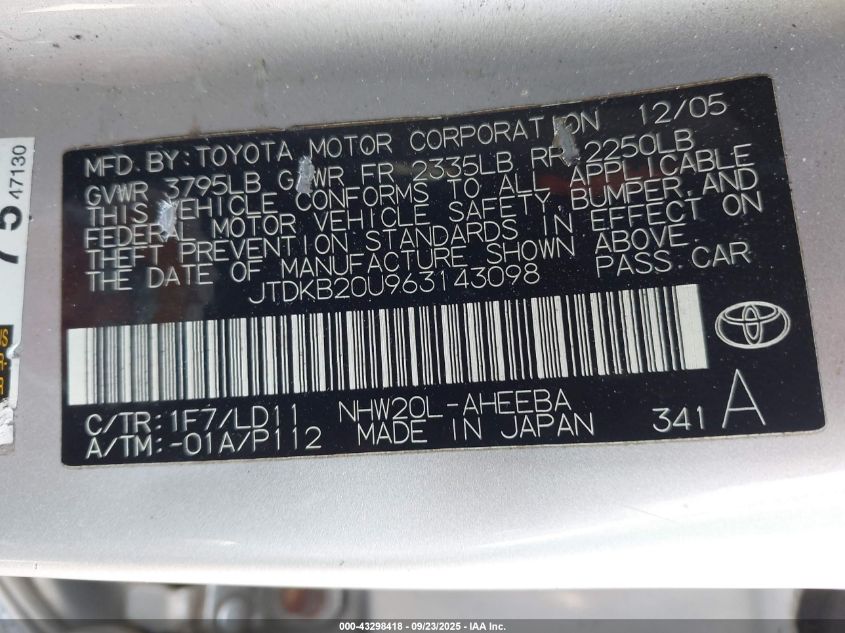 MFD. BY: TOYOTA MOTOR CORPORATION 12/05
GVWR 3795LB GAWR FR 2335LB RR 2250LB
THIS VEHICLE CONFORMS TO ALL APPLICABLE
FEDERAL MOTOR VEHICLE SAFETY, BUMPER, AND
THEFT PREVENTION STANDARDS IN EFFECT ON
THE DATE OF MANUFACTURE SHOWN ABOVE.
JTDKB20U963143098 PASS. CAR
C/TR: 1F7/LD11 NHW20L-AHEEBA
A/TM: -01A/P112 MADE IN JAPAN 341 A
47130
000-43298418 - 09/23/2025 - IAA Inc.